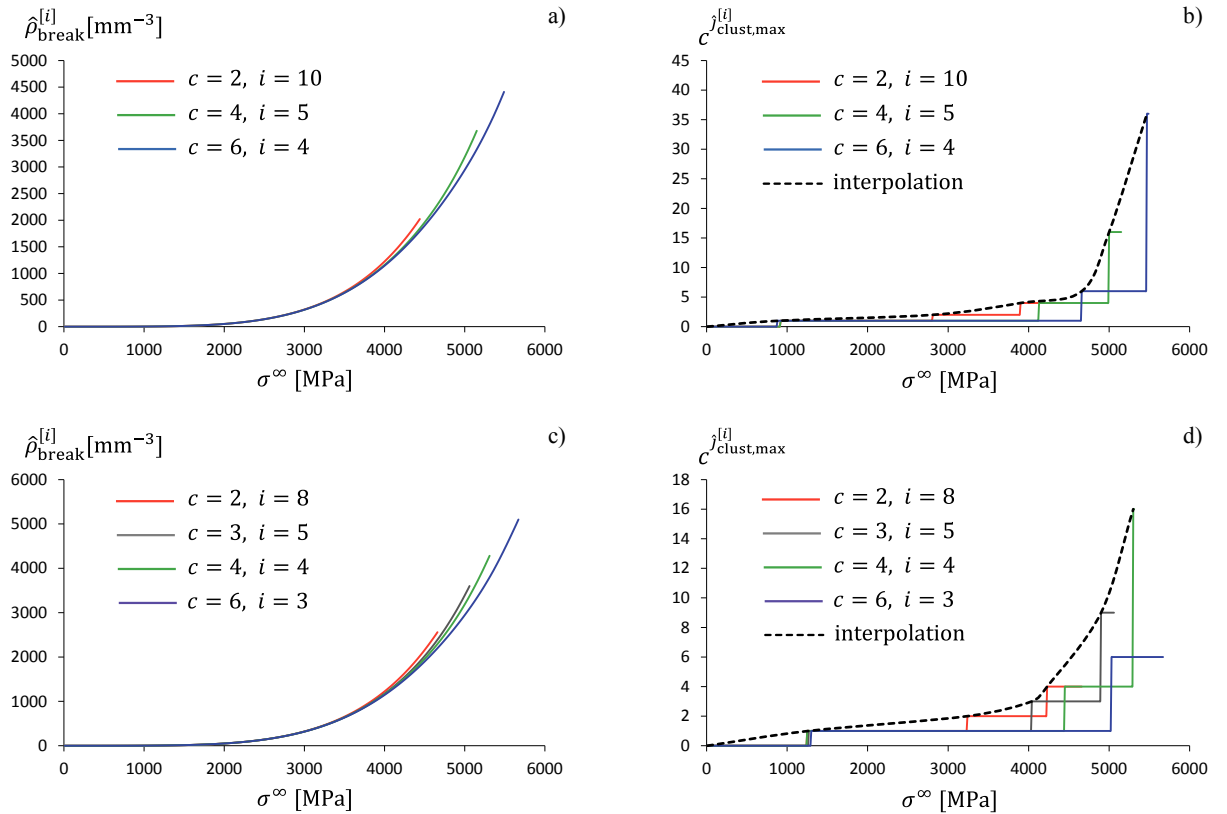 a)
ρ̂_break^[i] [mm⁻³]
5000
4500
4000
3500
3000
2500
2000
1500
1000
500
0
c = 2, i = 10
c = 4, i = 5
c = 6, i = 4
0 1000 2000 3000 4000 5000 6000
σ^∞ [MPa]
b)
c^ĵ_clust,max^[i]
45
40
35
30
25
20
15
10
5
0
c = 2, i = 10
c = 4, i = 5
c = 6, i = 4
interpolation
0 1000 2000 3000 4000 5000 6000
σ^∞ [MPa]
c)
ρ̂_break^[i] [mm⁻³]
6000
5000
4000
3000
2000
1000
0
c = 2, i = 8
c = 3, i = 5
c = 4, i = 4
c = 6, i = 3
0 1000 2000 3000 4000 5000 6000
σ^∞ [MPa]
d)
c^ĵ_clust,max^[i]
18
16
14
12
10
8
6
4
2
0
c = 2, i = 8
c = 3, i = 5
c = 4, i = 4
c = 6, i = 3
interpolation
0 1000 2000 3000 4000 5000 6000
σ^∞ [MPa]